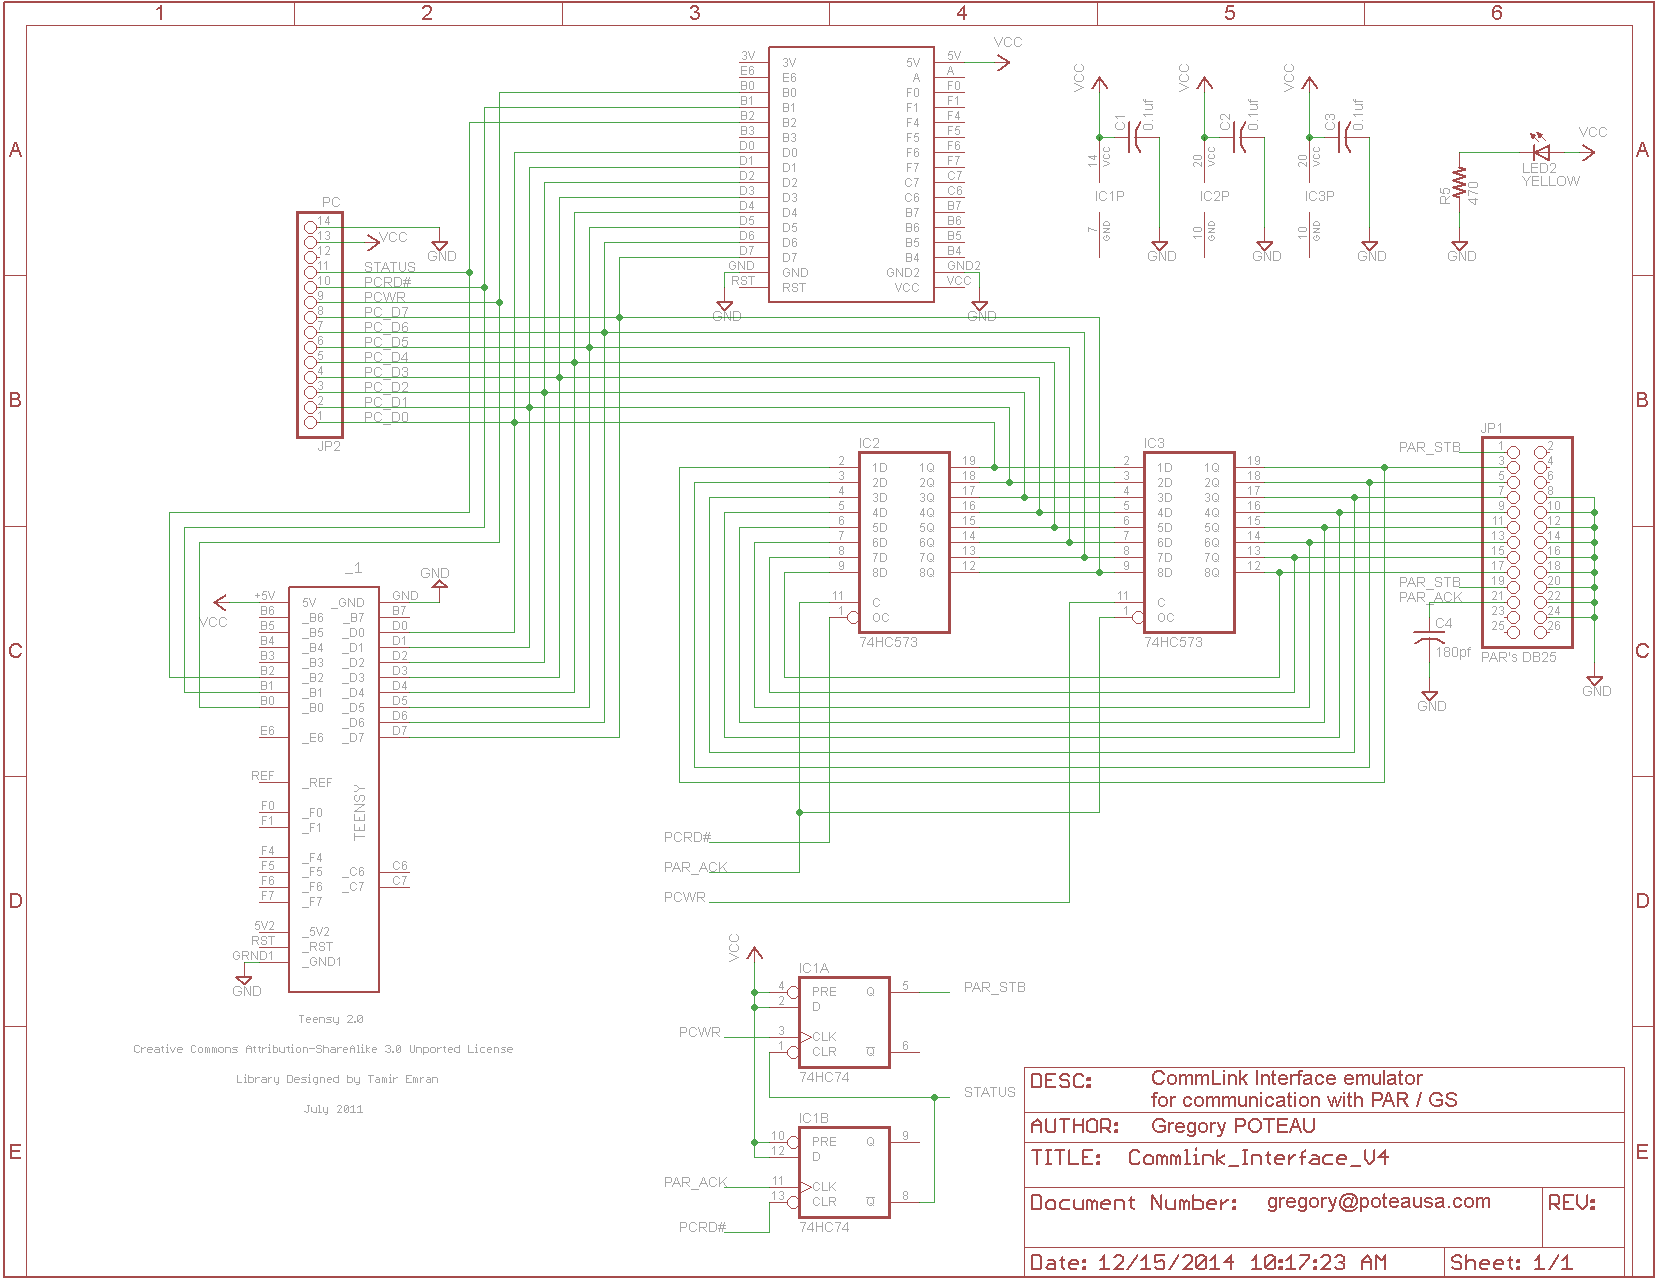 1 2 3 4 5 6
A B C D E
A B C D E
3V
E6
B0
B1
B2
B3
D0
D1
D2
D3
D4
D5
D6
D7
GND
RST
3V 5V
E6 A
B0 F0
B1 F1
B2 F4
B3 F5
D0 F6
D1 F7
D2 C7
D3 C6
D4 B7
D5 B6
D6 B5
D7 B4
GND GND2
RST VCC
5V
A
F0
F1
F4
F5
F6
F7
C7
C6
B7
B6
B5
B4
GND2
VCC
VCC
GND
GND
VCC
C1
0.1uf
14
VCC
IC1P
7
GND
GND
VCC
C2
0.1uf
20
VCC
IC2P
10
GND
GND
VCC
C3
0.1uf
20
VCC
IC3P
10
GND
GND
VCC
LED2
YELLOW
R5
470
GND
PC
14
13 VCC
12
11 STATUS
10 PCRD#
9 PCWR
8 PC_D7
7 PC_D6
6 PC_D5
5 PC_D4
4 PC_D3
3 PC_D2
2 PC_D1
1 PC_D0
JP2
GND
IC2
2 1D 1Q 19
3 2D 2Q 18
4 3D 3Q 17
5 4D 4Q 16
6 5D 5Q 15
7 6D 6Q 14
8 7D 7Q 13
9 8D 8Q 12
11 C
1 OC
74HC573
IC3
2 1D 1Q 19
3 2D 2Q 18
4 3D 3Q 17
5 4D 4Q 16
6 5D 5Q 15
7 6D 6Q 14
8 7D 7Q 13
9 8D 8Q 12
11 C
1 OC
74HC573
JP1
PAR_STB 1 2
3 4
5 6
7 8
9 10
11 12
13 14
15 16
17 18
PAR_STB 19 20
PAR_ACK 21 22
23 24
25 26
PAR's DB25
C4
180pf
GND
GND
_1
GND
VCC
+5V 5V _GND GND
B6 _B6 _B7 B7
B5 _B5 _D0 D0
B4 _B4 _D1 D1
B3 _B3 _D2 D2
B2 _B2 _D3 D3
B1 _B1 _D4 D4
B0 _B0 _D5 D5
_D6 D6
E6 _E6 _D7 D7
REF _REF
TEENSY
F0 _F0
F1 _F1
F4 _F4
F5 _F5 _C6 C6
F6 _F6 _C7 C7
F7 _F7
5V2 _5V2
RST _RST
GRND1 _GND1
GND
Teensy 2.0
Creative Commons Attribution-ShareAlike 3.0 Unported License
Library Designed by Tamir Emran
July 2011
PCRD#
PAR_ACK
PCWR
VCC
IC1A
4 PRE Q 5 PAR_STB
2 D
PCWR 3 CLK
1 CLR Q 6
74HC74
STATUS
IC1B
10 PRE Q 9
12 D
PAR_ACK 11 CLK
13 CLR Q 8
PCRD# 74HC74
DESC: CommLink Interface emulator
for communication with PAR / GS
AUTHOR: Gregory POTEAU
TITLE: Commlink_Interface_V4
Document Number: gregory@poteausa.com REV:
Date: 12/15/2014 10:17:23 AM Sheet: 1/1